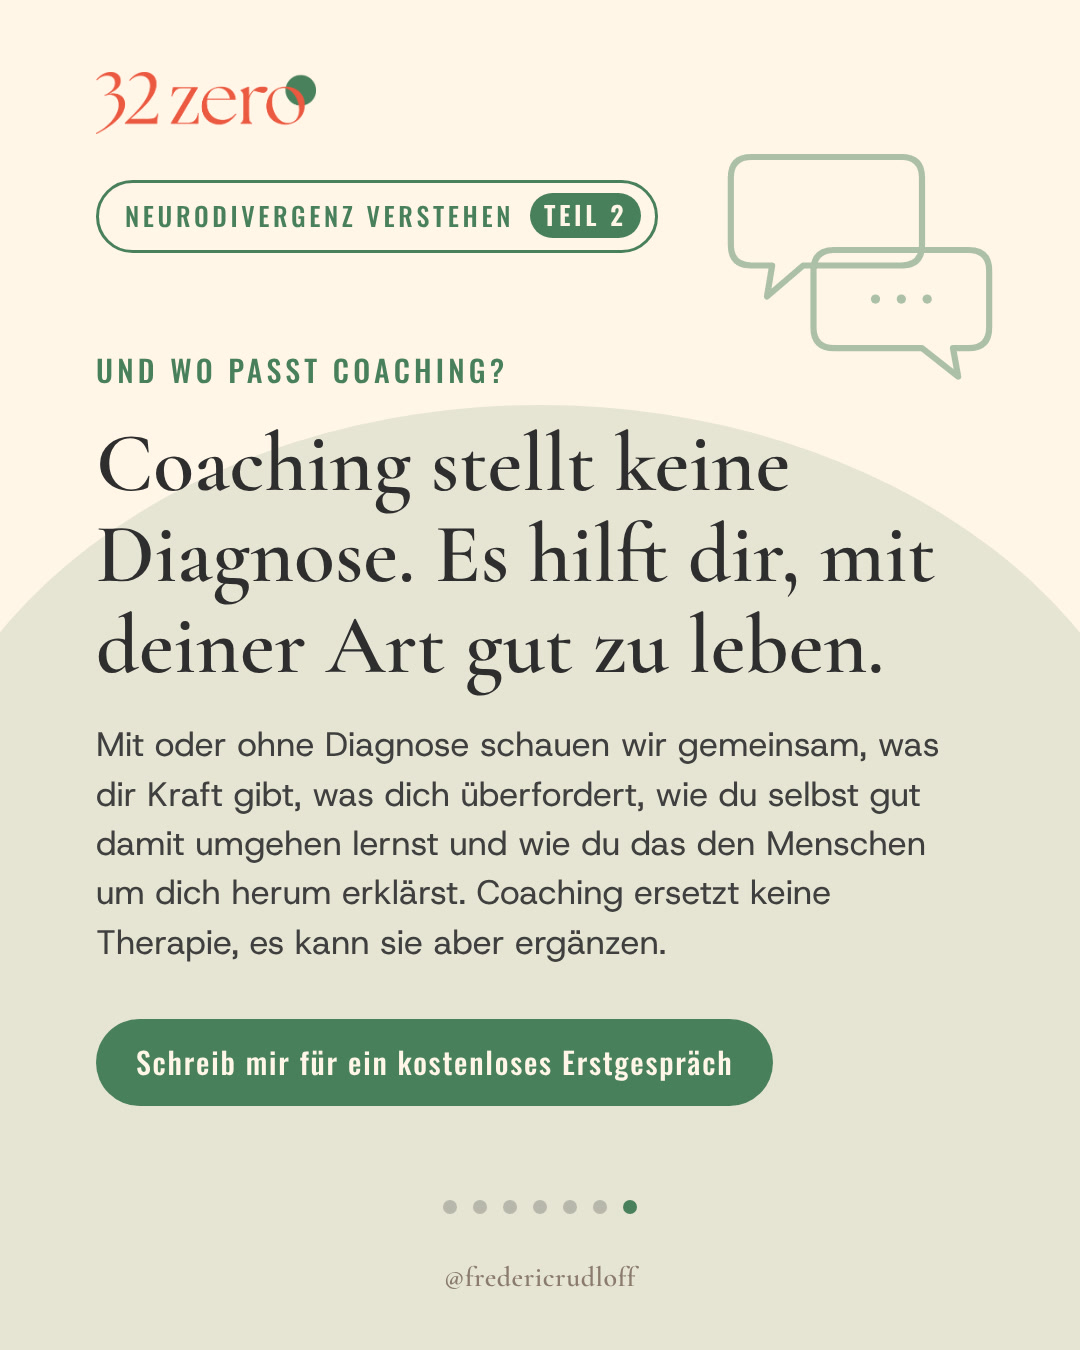 32 zero
NEURODIVERGENZ VERSTEHEN TEIL 2
UND WO PASST COACHING?
Coaching stellt keine
Diagnose. Es hilft dir, mit
deiner Art gut zu leben.
Mit oder ohne Diagnose schauen wir gemeinsam, was
dir Kraft gibt, was dich überfordert, wie du selbst gut
damit umgehen lernst und wie du das den Menschen
um dich herum erklärst. Coaching ersetzt keine
Therapie, es kann sie aber ergänzen.
Schreib mir für ein kostenloses Erstgespräch
@fredericrudloff